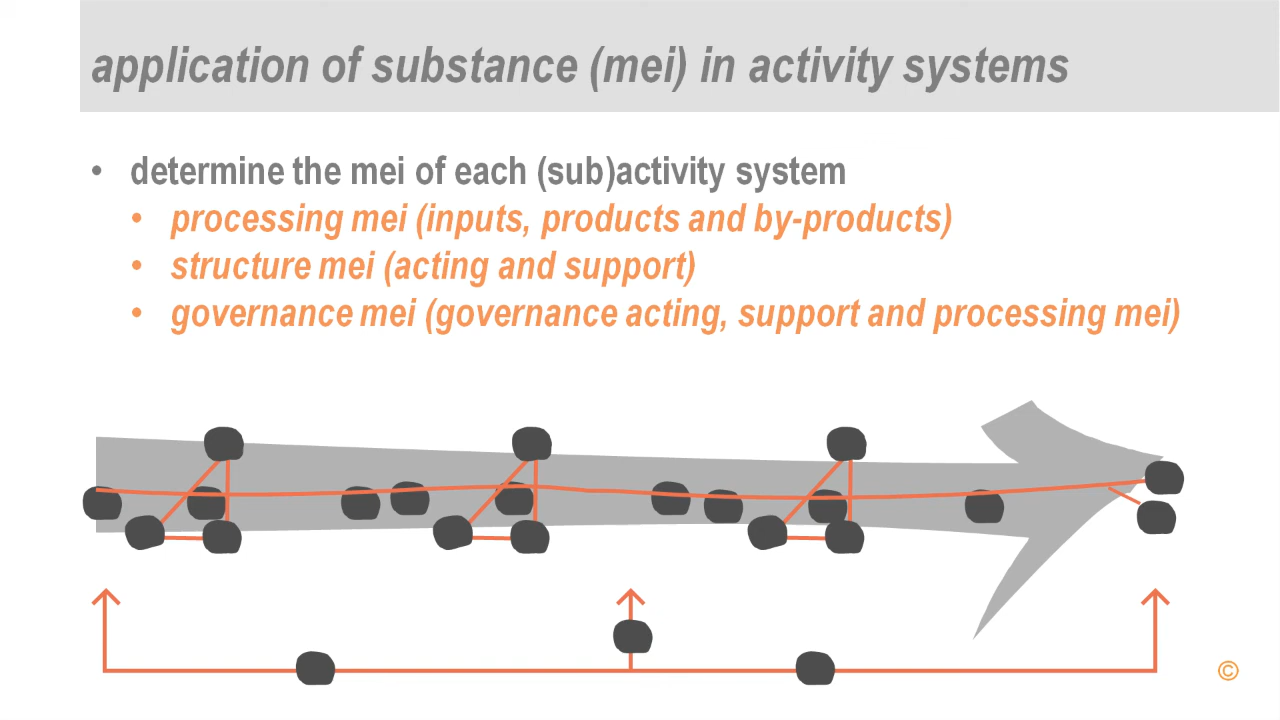 application of substance (mei) in activity systems
• determine the mei of each (sub)activity system
• processing mei (inputs, products and by-products)
• structure mei (acting and support)
• governance mei (governance acting, support and processing mei)
©